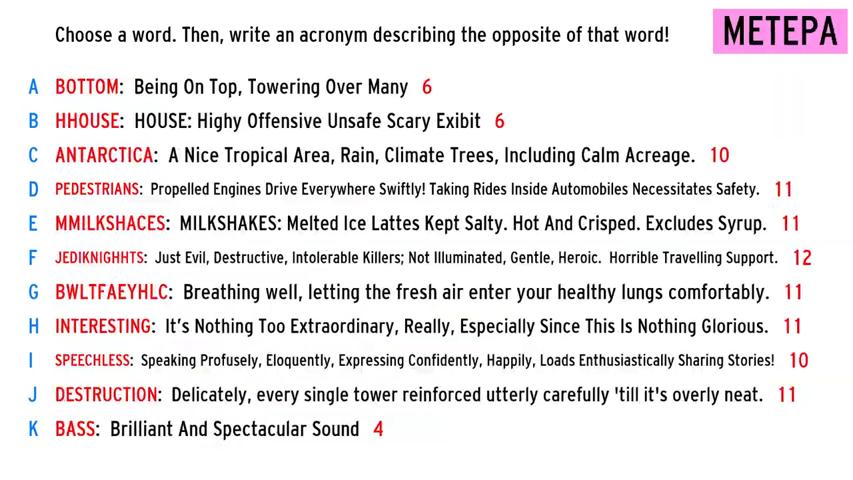 Choose a word. Then, write an acronym describing the opposite of that word!
METEPA
A BOTTOM: Being On Top, Towering Over Many 6
B HHOUSE: HOUSE: Highy Offensive Unsafe Scary Exibit 6
C ANTARCTICA: A Nice Tropical Area, Rain, Climate Trees, Including Calm Acreage. 10
D PEDESTRIANS: Propelled Engines Drive Everywhere Swiftly! Taking Rides Inside Automobiles Necessitates Safety. 11
E MMILKSHACES: MILKSHAKES: Melted Ice Lattes Kept Salty. Hot And Crisped. Excludes Syrup. 11
F JEDIKNIGHHTS: Just Evil, Destructive, Intolerable Killers; Not Illuminated, Gentle, Heroic. Horrible Travelling Support. 12
G BWLTFAEYHLC: Breathing well, letting the fresh air enter your healthy lungs comfortably. 11
H INTERESTING: It's Nothing Too Extraordinary, Really, Especially Since This Is Nothing Glorious. 11
I SPEECHLESS: Speaking Profusely, Eloquently, Expressing Confidently, Happily, Loads Enthusiastically Sharing Stories! 10
J DESTRUCTION: Delicately, every single tower reinforced utterly carefully 'till it's overly neat. 11
K BASS: Brilliant And Spectacular Sound 4